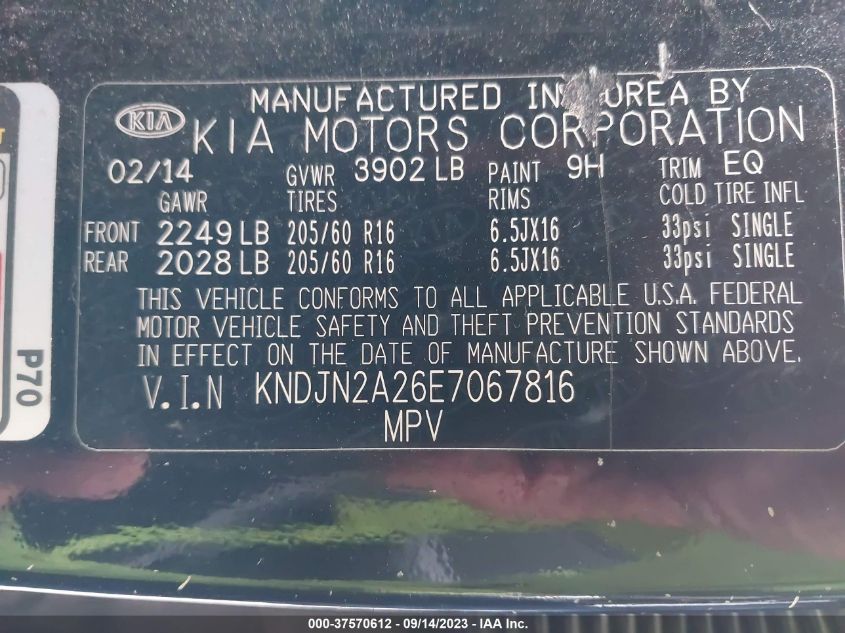 MANUFACTURED IN KOREA BY
KIA KIA MOTORS CORPORATION
02/14 GVWR 3902 LB PAINT 9H TRIM EQ
GAWR TIRES RIMS COLD TIRE INFL
FRONT 2249 LB 205/60 R16 6.5JX16 33psi SINGLE
REAR 2028 LB 205/60 R16 6.5JX16 33psi SINGLE
THIS VEHICLE CONFORMS TO ALL APPLICABLE U.S.A. FEDERAL
MOTOR VEHICLE SAFETY AND THEFT PREVENTION STANDARDS
IN EFFECT ON THE DATE OF MANUFACTURE SHOWN ABOVE.
V.I.N KNDJN2A26E7067816
MPV
P70
000-37570612 - 09/14/2023 - IAA Inc.